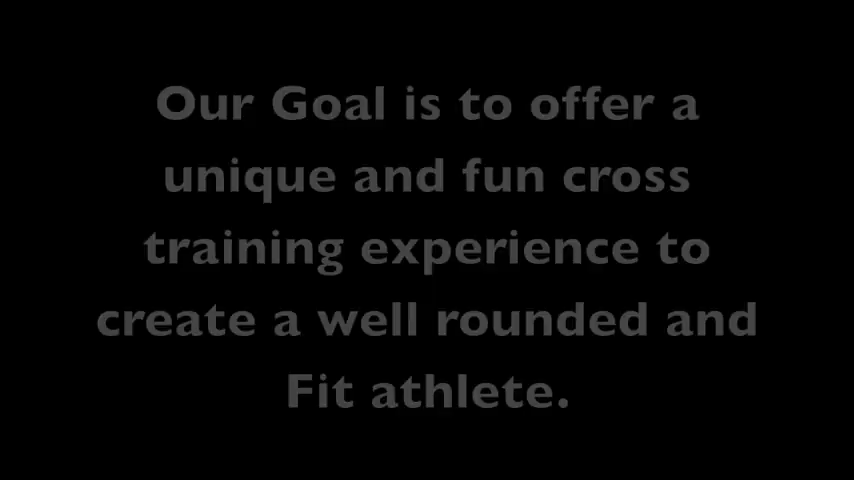 Our Goal is to offer a
unique and fun cross
training experience to
create a well rounded and
Fit athlete.